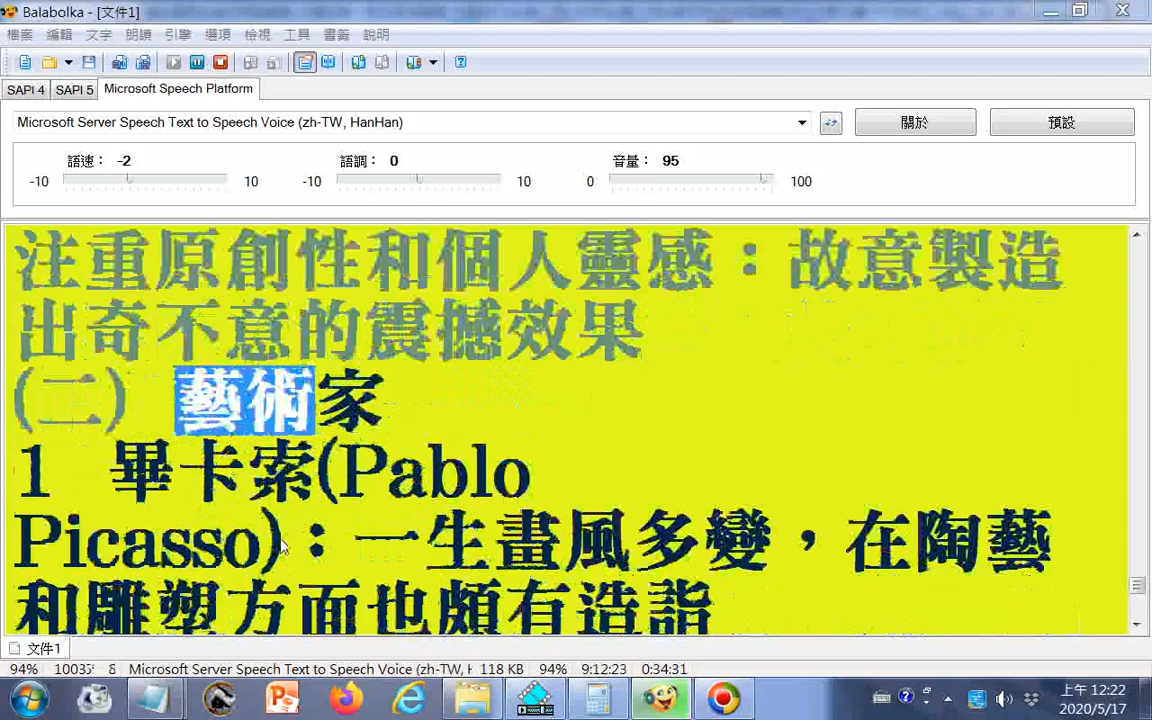 Balabolka - [文件1]
檔案 編輯 文字 朗讀 引擎 選項 檢視 工具 書籤 說明
SAPI 4 SAPI 5 Microsoft Speech Platform
Microsoft Server Speech Text to Speech Voice (zh-TW, HanHan) 關於 預設
語速： -2 語調： 0 音量： 95
-10 10 -10 10 0 100
注重原創性和個人靈感：故意製造
出奇不意的震撼效果
(二) 藝術家
1 畢卡索(Pablo
Picasso)：一生畫風多變，在陶藝
和雕塑方面也頗有造詣
文件1
94% Microsoft Server Speech Text to Speech Voice (zh-TW, H 118 KB 94% 9:12:23 0:34:31
上午 12:22
2020/5/17